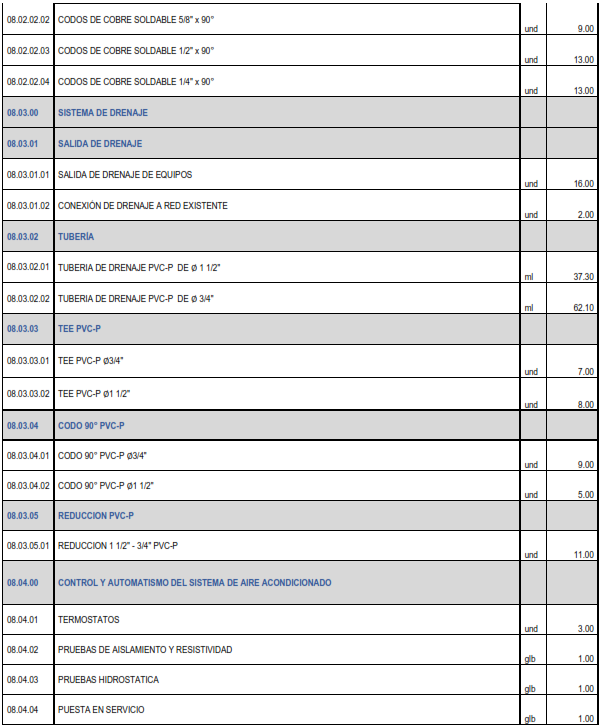 08.02.02.02 CODOS DE COBRE SOLDABLE 5/8" x 90° und 9.00
08.02.02.03 CODOS DE COBRE SOLDABLE 1/2" x 90° und 13.00
08.02.02.04 CODOS DE COBRE SOLDABLE 1/4" x 90° und 13.00
08.03.00 SISTEMA DE DRENAJE
08.03.01 SALIDA DE DRENAJE
08.03.01.01 SALIDA DE DRENAJE DE EQUIPOS und 16.00
08.03.01.02 CONEXIÓN DE DRENAJE A RED EXISTENTE und 2.00
08.03.02 TUBERÍA
08.03.02.01 TUBERIA DE DRENAJE PVC-P DE Ø 1 1/2" ml 37.30
08.03.02.02 TUBERIA DE DRENAJE PVC-P DE Ø 3/4" ml 62.10
08.03.03 TEE PVC-P
08.03.03.01 TEE PVC-P Ø3/4" und 7.00
08.03.03.02 TEE PVC-P Ø1 1/2" und 8.00
08.03.04 CODO 90° PVC-P
08.03.04.01 CODO 90° PVC-P Ø3/4" und 9.00
08.03.04.02 CODO 90° PVC-P Ø1 1/2" und 5.00
08.03.05 REDUCCION PVC-P
08.03.05.01 REDUCCION 1 1/2" - 3/4" PVC-P und 11.00
08.04.00 CONTROL Y AUTOMATISMO DEL SISTEMA DE AIRE ACONDICIONADO
08.04.01 TERMOSTATOS und 3.00
08.04.02 PRUEBAS DE AISLAMIENTO Y RESISTIVIDAD glb 1.00
08.04.03 PRUEBAS HIDROSTATICA glb 1.00
08.04.04 PUESTA EN SERVICIO glb 1.00